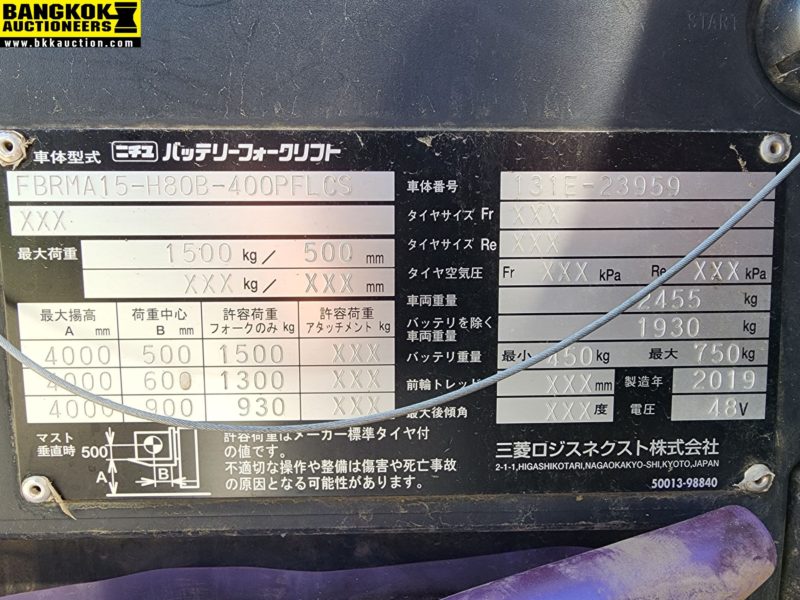 BANGKOK
AUCTIONEERS
www.bkkauction.com
START
車体型式 ニチユ バッテリーフォークリフト
FBRMA15-H80B-400PFLCS
XXX
最大荷重 1500 kg/ 500 mm
XXX kg/ XXX mm
最大揚高 A mm 荷重中心 B mm 許容荷重 フォークのみ kg 許容荷重 アタッチメント kg
4000 500 1500 XXX
4000 600 1300 XXX
4000 900 930 XXX
マスト垂直時 500 A B
許容荷重はメーカー標準タイヤ付
の値です。
不適切な操作や整備は傷害や死亡事故
の原因となる可能性があります。
車体番号 131E-23959
タイヤサイズ Fr XXX
タイヤサイズ Re XXX
タイヤ空気圧 Fr XXX kPa Re XXX kPa
車両重量 2455 kg
バッテリを除く車両重量 1930 kg
バッテリ重量 最小 450 kg 最大 750 kg
前輪トレッド XXX mm 製造年 2019
最大後傾角 XXX 度 電圧 48 V
三菱ロジスネクスト株式会社
2-1-1,HIGASHIKOTARI,NAGAOKAKYO-SHI,KYOTO,JAPAN
50013-98840